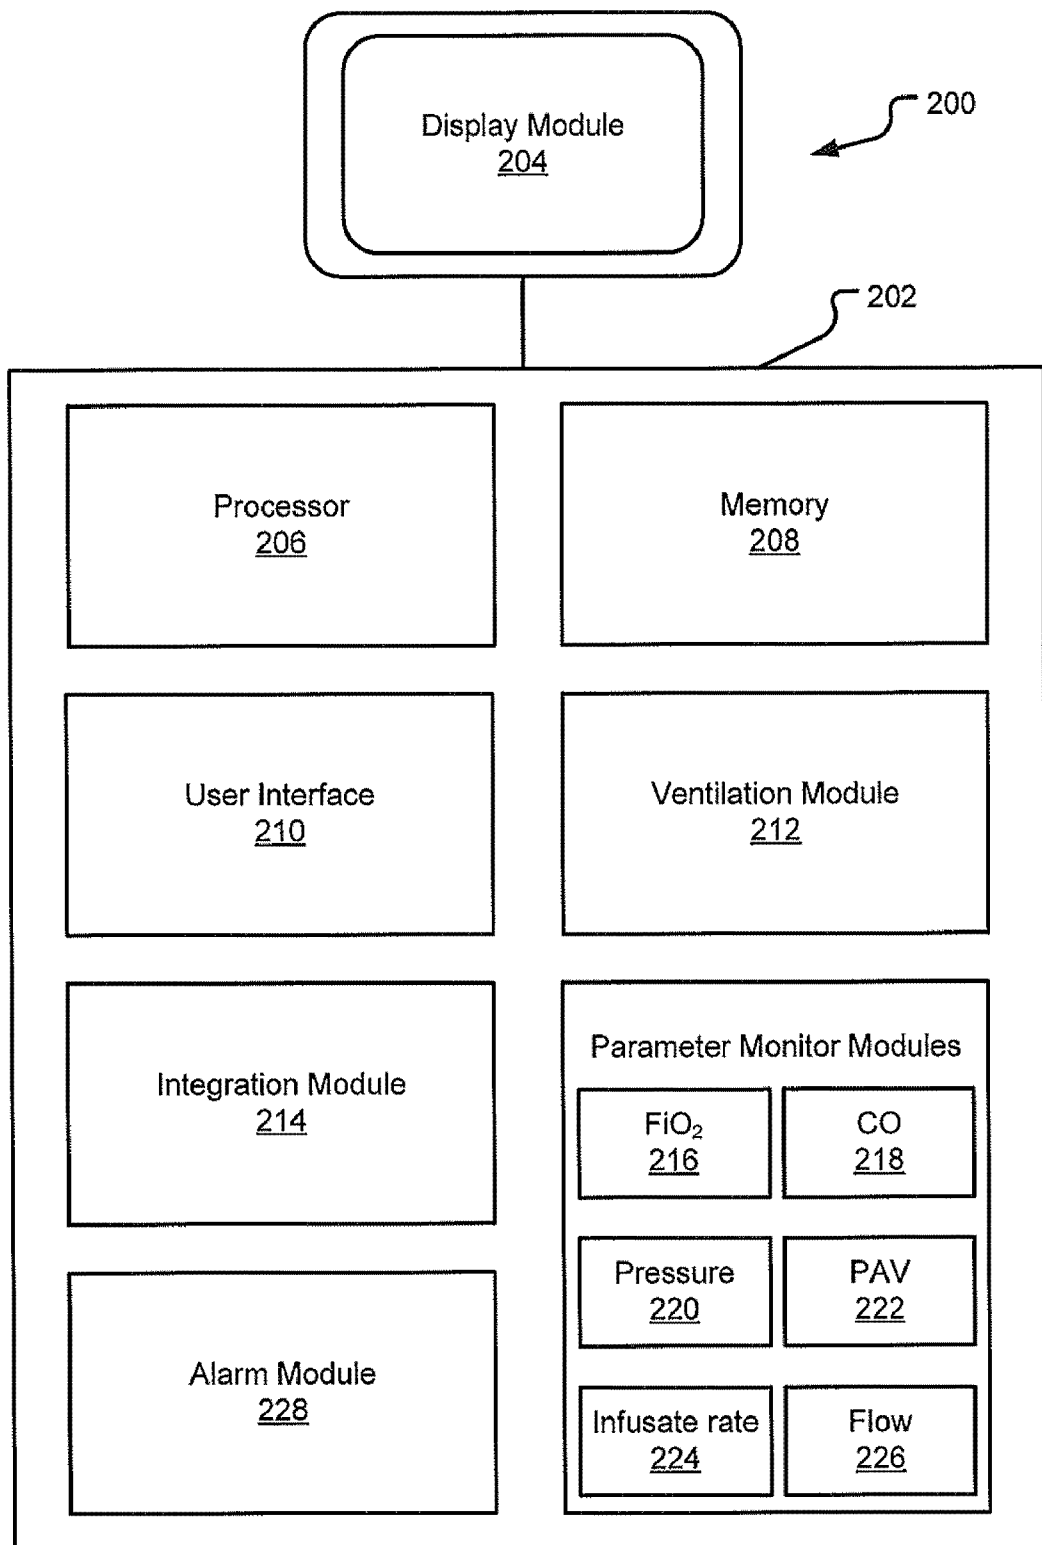 Display Module
204
200
202
Processor
206
Memory
208
User Interface
210
Ventilation Module
212
Integration Module
214
Parameter Monitor Modules
FiO₂
216
CO
218
Pressure
220
PAV
222
Alarm Module
228
Infusate rate
224
Flow
226